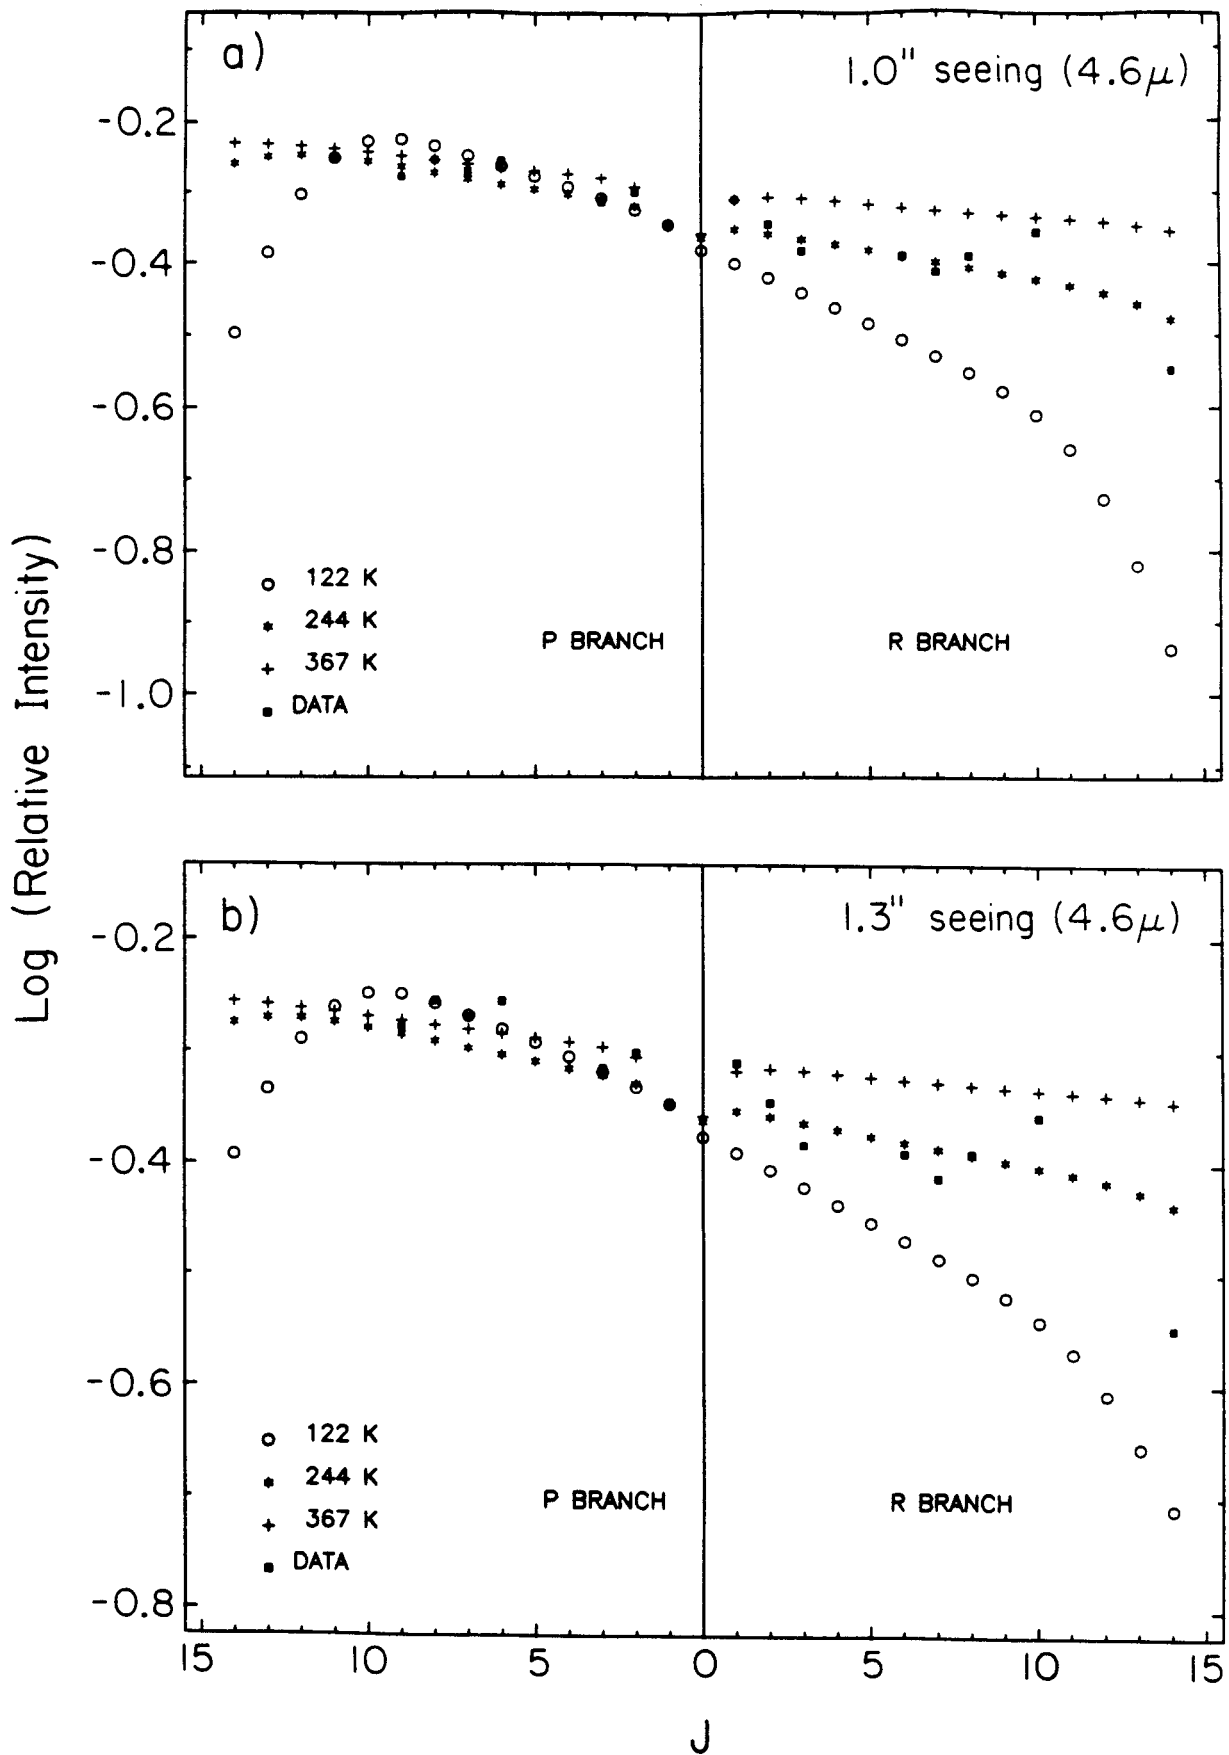 a)
1.0" seeing (4.6μ)
-0.2
-0.4
-0.6
-0.8
-1.0
122 K
244 K
367 K
DATA
P BRANCH
R BRANCH
Log (Relative Intensity)
b)
1.3" seeing (4.6μ)
-0.2
-0.4
-0.6
-0.8
122 K
244 K
367 K
DATA
P BRANCH
R BRANCH
15 10 5 0 5 10 15
J